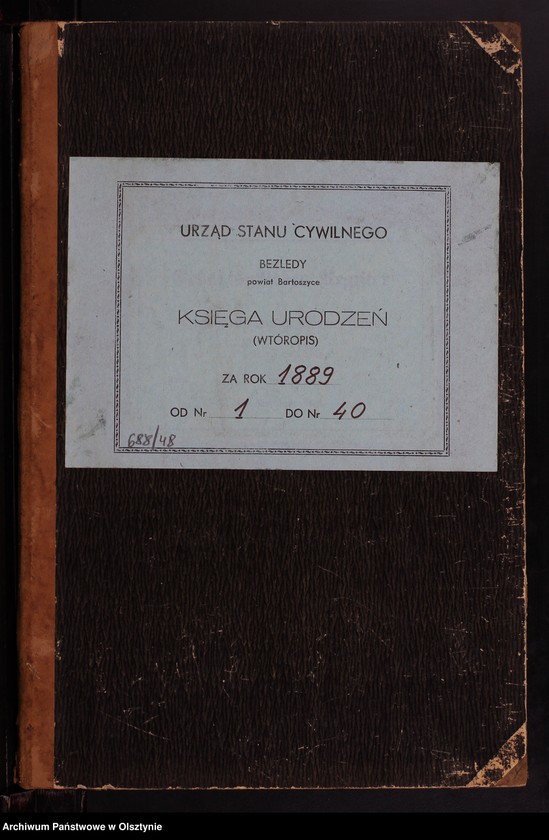 URZĄD STANU CYWILNEGO
BEZLEDY
powiat Bartoszyce
KSIĘGA URODZEŃ
(WTÓROPIS)
ZA ROK 1889
OD Nr 1 DO Nr 40
688/48
Archiwum Państwowe w Olsztynie